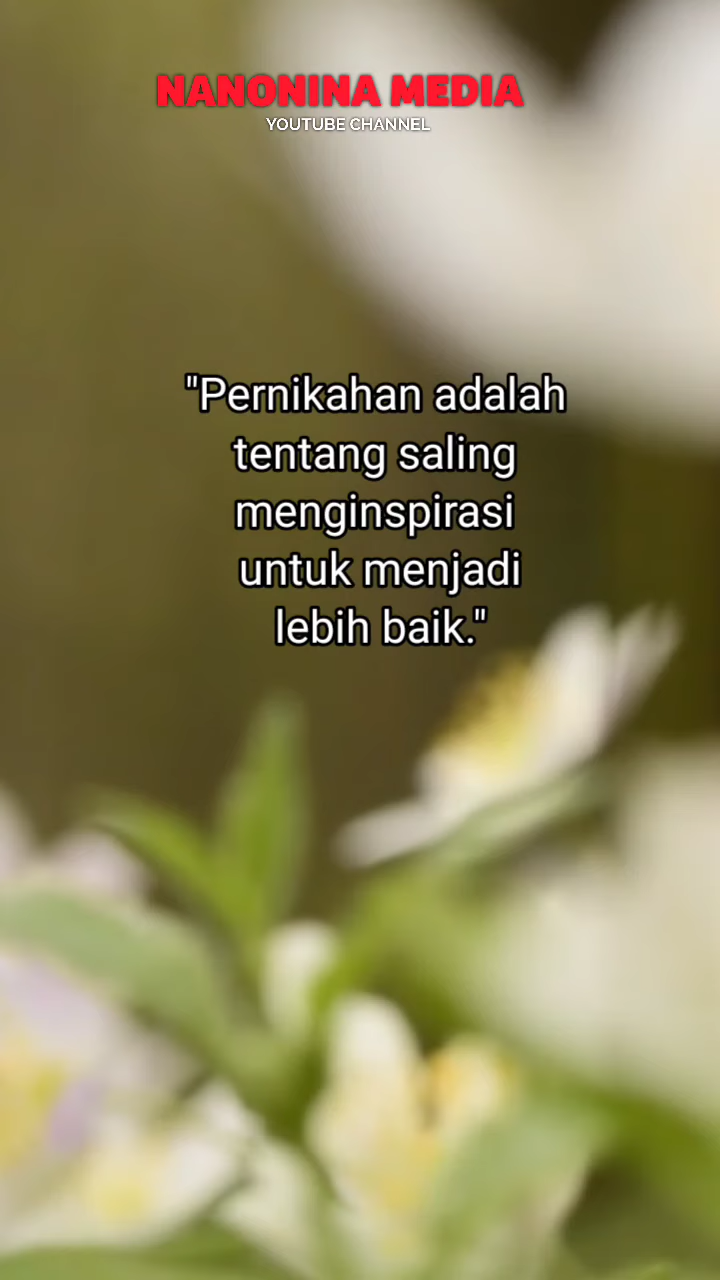 NANONINA MEDIA
YOUTUBE CHANNEL
"Pernikahan adalah
tentang saling
menginspirasi
untuk menjadi
lebih baik."